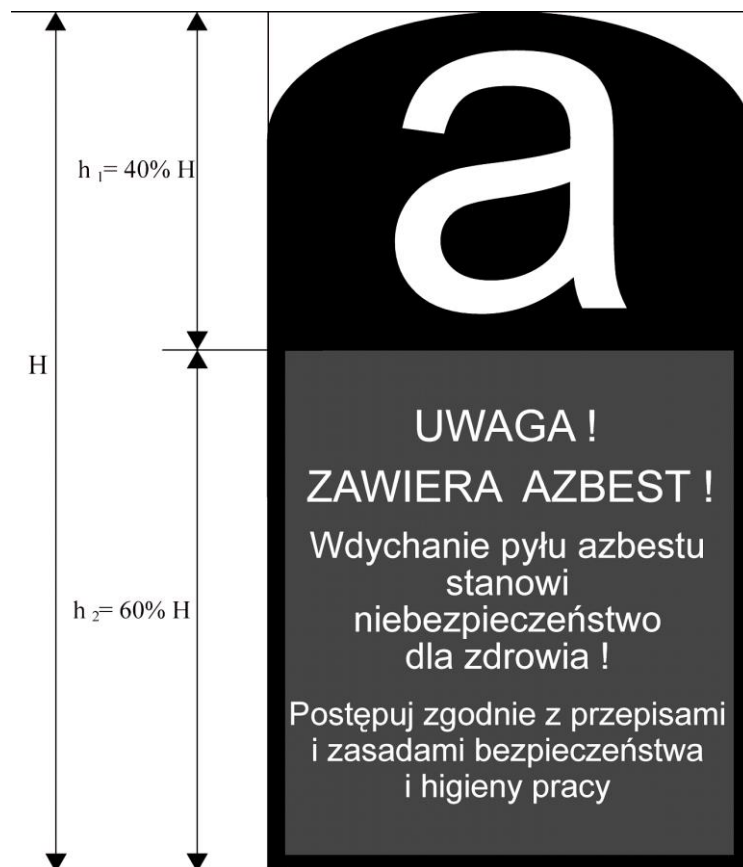 a
h 1= 40% H
H
UWAGA !
ZAWIERA AZBEST !
Wdychanie pyłu azbestu
stanowi
niebezpieczeństwo
dla zdrowia !
h 2= 60% H
Postępuj zgodnie z przepisami
i zasadami bezpieczeństwa
i higieny pracy